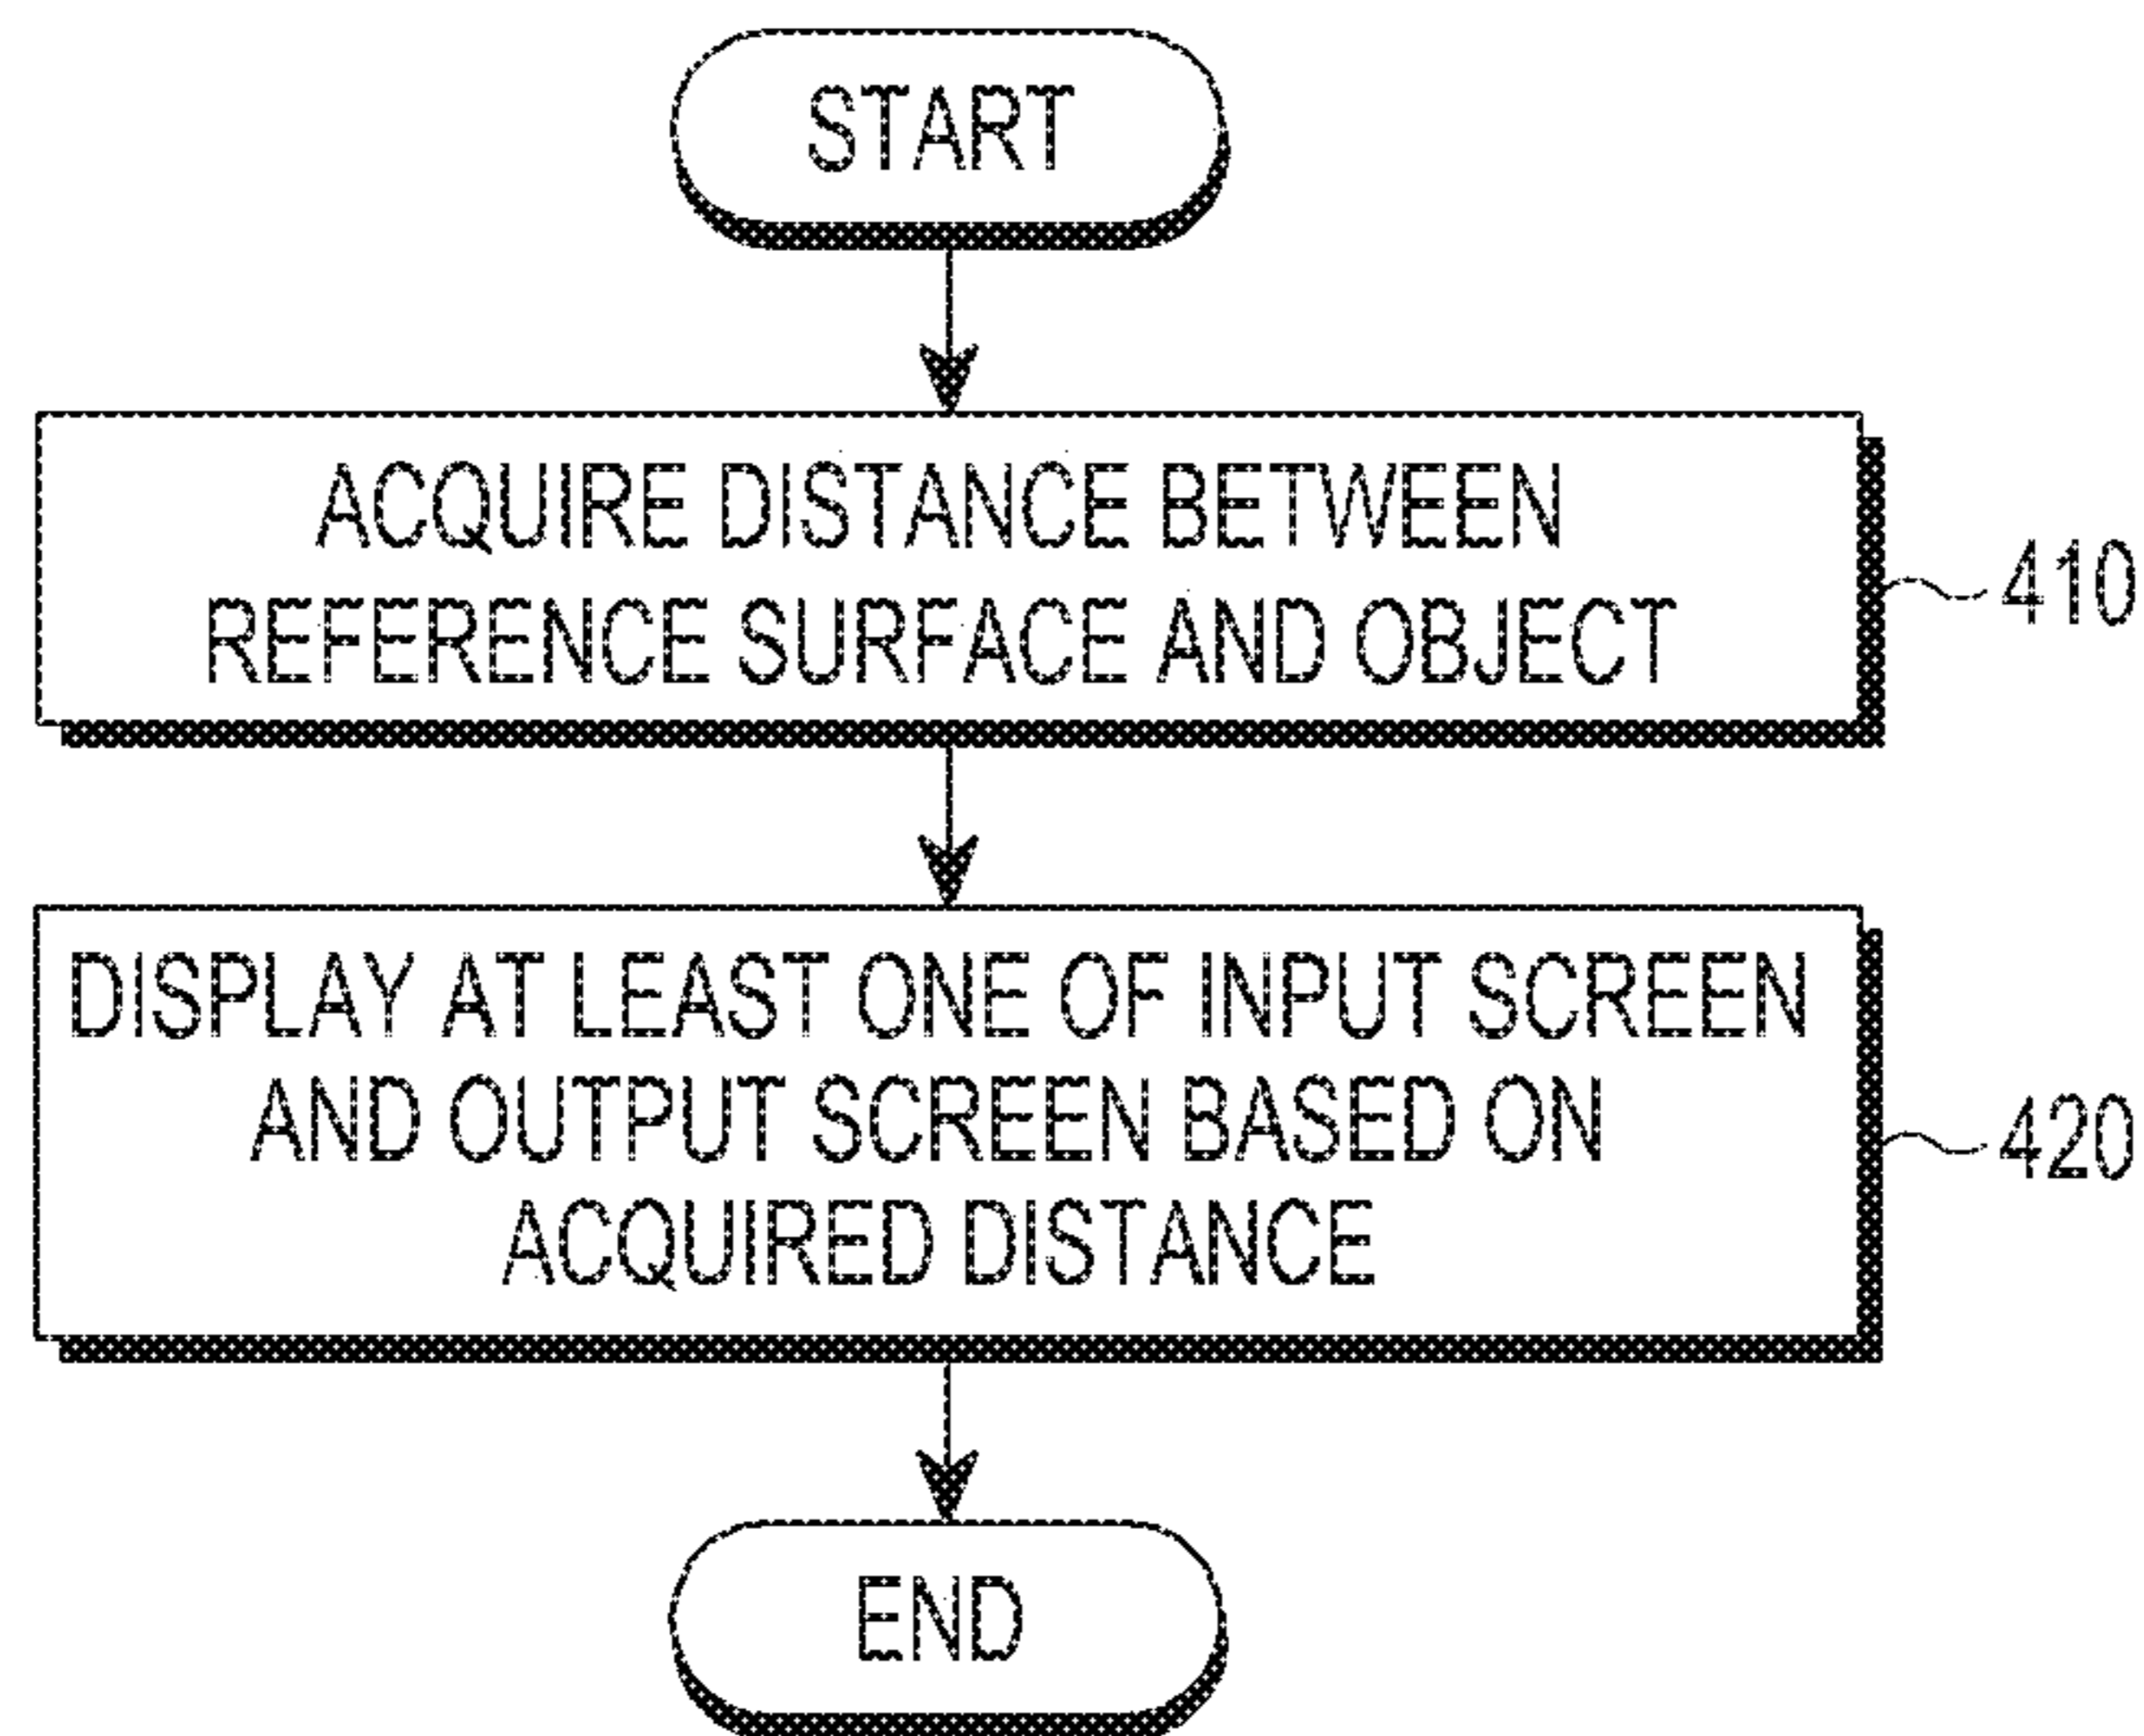 START
ACQUIRE DISTANCE BETWEEN
REFERENCE SURFACE AND OBJECT
410
DISPLAY AT LEAST ONE OF INPUT SCREEN
AND OUTPUT SCREEN BASED ON
ACQUIRED DISTANCE
420
END